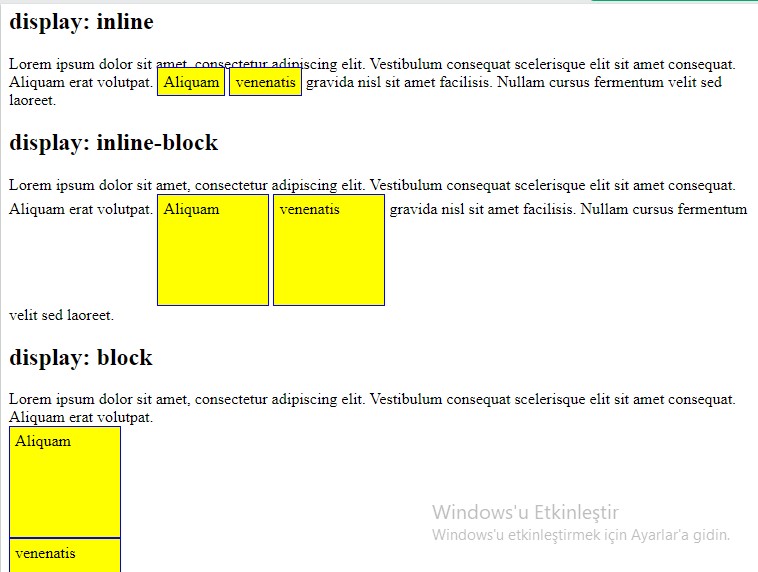 display: inline
Lorem ipsum dolor sit amet, consectetur adipiscing elit. Vestibulum consequat scelerisque elit sit amet consequat.
Aliquam erat volutpat. Aliquam venenatis gravida nisl sit amet facilisis. Nullam cursus fermentum velit sed
laoreet.
display: inline-block
Lorem ipsum dolor sit amet, consectetur adipiscing elit. Vestibulum consequat scelerisque elit sit amet consequat.
Aliquam erat volutpat. Aliquam venenatis gravida nisl sit amet facilisis. Nullam cursus fermentum
velit sed laoreet.
display: block
Lorem ipsum dolor sit amet, consectetur adipiscing elit. Vestibulum consequat scelerisque elit sit amet consequat.
Aliquam erat volutpat.
Aliquam
venenatis
Windows'u Etkinleştir
Windows'u etkinleştirmek için Ayarlar'a gidin.